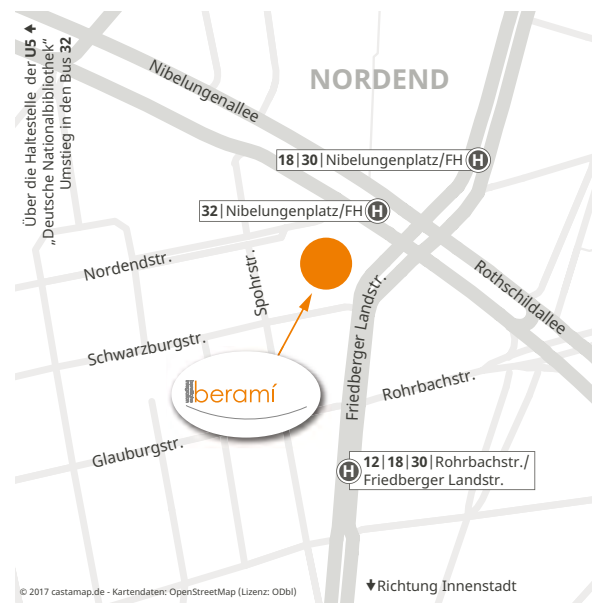 Über die Haltestelle der U5 ↑
„Deutsche Nationalbibliothek“
Umstieg in den Bus 32
Nibelungenallee
NORDEND
18|30|Nibelungenplatz/FH H
32|Nibelungenplatz/FH H
Nordendstr.
Spohrstr.
Rothschildallee
Schwarzburgstr.
Friedberger Landstr.
beramí
Rohrbachstr.
Glauburgstr.
H 12|18|30|Rohrbachstr./
Friedberger Landstr.
© 2017 castamap.de - Kartendaten: OpenStreetMap (Lizenz: ODbl)
↓Richtung Innenstadt